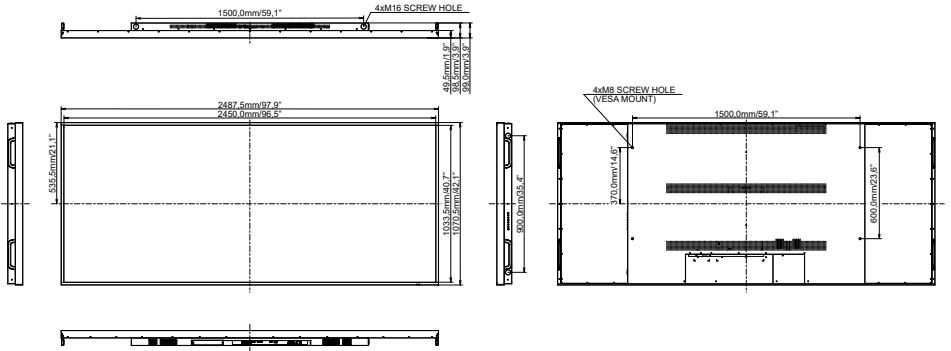 1500,0mm/59,1"
4xM16 SCREW HOLE
49,5mm/1,9"
98,5mm/3,9"
99,0mm/3,9"
2487,5mm/97,9"
2450,0mm/96,5"
535,5mm/21,1"
1033,5mm/40,7"
1070,5mm/42,1"
900,0mm/35,4"
4xM8 SCREW HOLE
(VESA MOUNT)
1500,0mm/59,1"
370,0mm/14,6"
600,0mm/23,6"